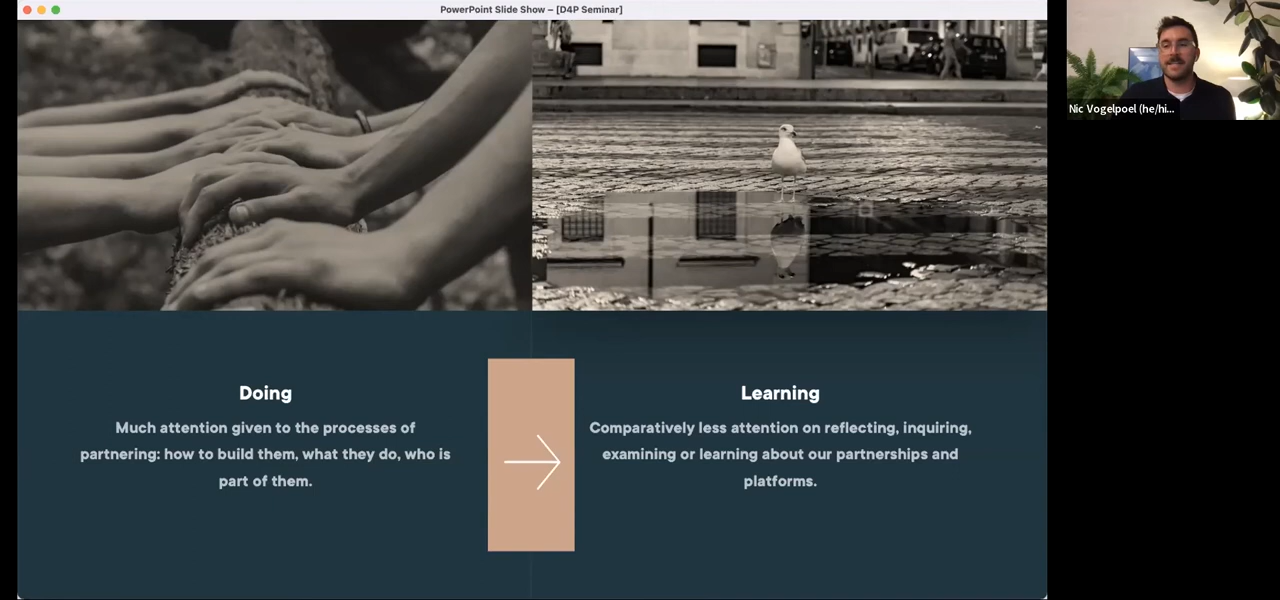 PowerPoint Slide Show – [D4P Seminar]
Nic Vogelpoel (he/hi...
Doing
Much attention given to the processes of
partnering: how to build them, what they do, who is
part of them.
Learning
Comparatively less attention on reflecting, inquiring,
examining or learning about our partnerships and
platforms.